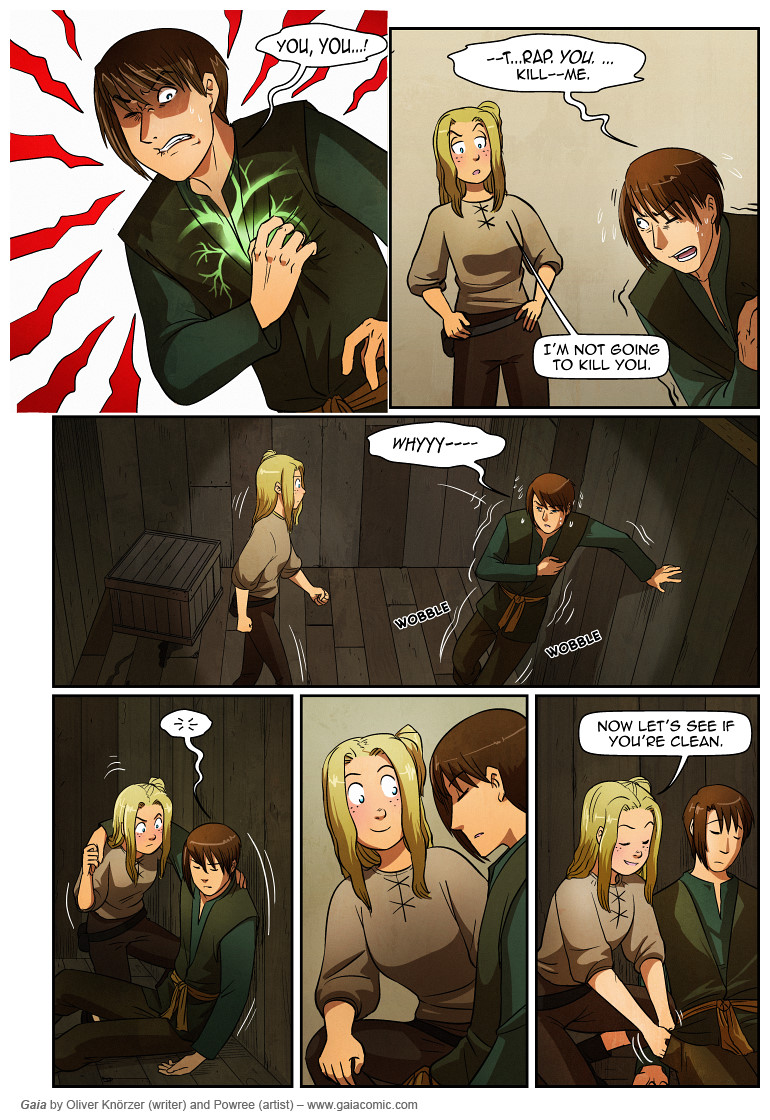 YOU, YOU...!
--T...RAP. YOU. ...
KILL--ME.
I'M NOT GOING
TO KILL YOU.
WHYYY----
WOBBLE
WOBBLE
NOW LET'S SEE IF
YOU'RE CLEAN.
Gaia by Oliver Knörzer (writer) and Powree (artist) – www.gaiacomic.com